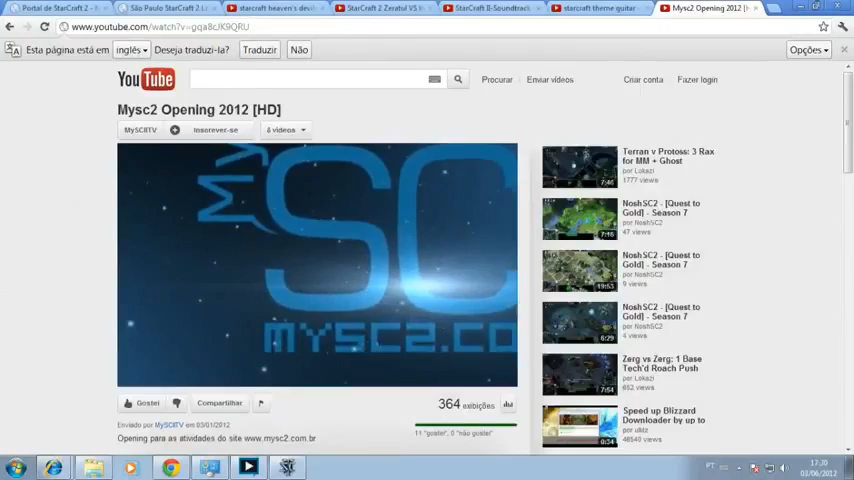 Portal de StarCraft 2 -
São Paulo StarCraft 2 L
starcraft heaven's devil
StarCraft 2 Zeratul VS K
StarCraft II-Soundtrack
starcraft theme guitar
Mysc2 Opening 2012 [H
www.youtube.com/watch?v=gqa8cJK9QRU
Esta página está em inglês Deseja traduzi-la? Traduzir Não Opções
YouTube Procurar Enviar vídeos Criar conta Fazer login
Mysc2 Opening 2012 [HD]
MySCIITV Inscrever-se 8 vídeos
My
SC
MYSC2.CO
Gostei Compartilhar
364 exibições
Enviado por MySCIITV em 03/01/2012
11 "gostei", 0 "não gostei"
Opening para as atividades do site www.mysc2.com.br
Terran v Protoss: 3 Rax
for MM + Ghost
por Lokazi
1777 views
7:46
NoshSC2 - [Quest to
Gold] - Season 7
por NoshSC2
47 views
7:16
NoshSC2 - [Quest to
Gold] - Season 7
por NoshSC2
9 views
19:53
NoshSC2 - [Quest to
Gold] - Season 7
por NoshSC2
4 views
6:29
Zerg vs Zerg: 1 Base
Tech'd Roach Push
por Lokazi
652 views
7:54
Speed up Blizzard
Downloader by up to
por ulillz
0:34
PT
17:30
03/06/2012